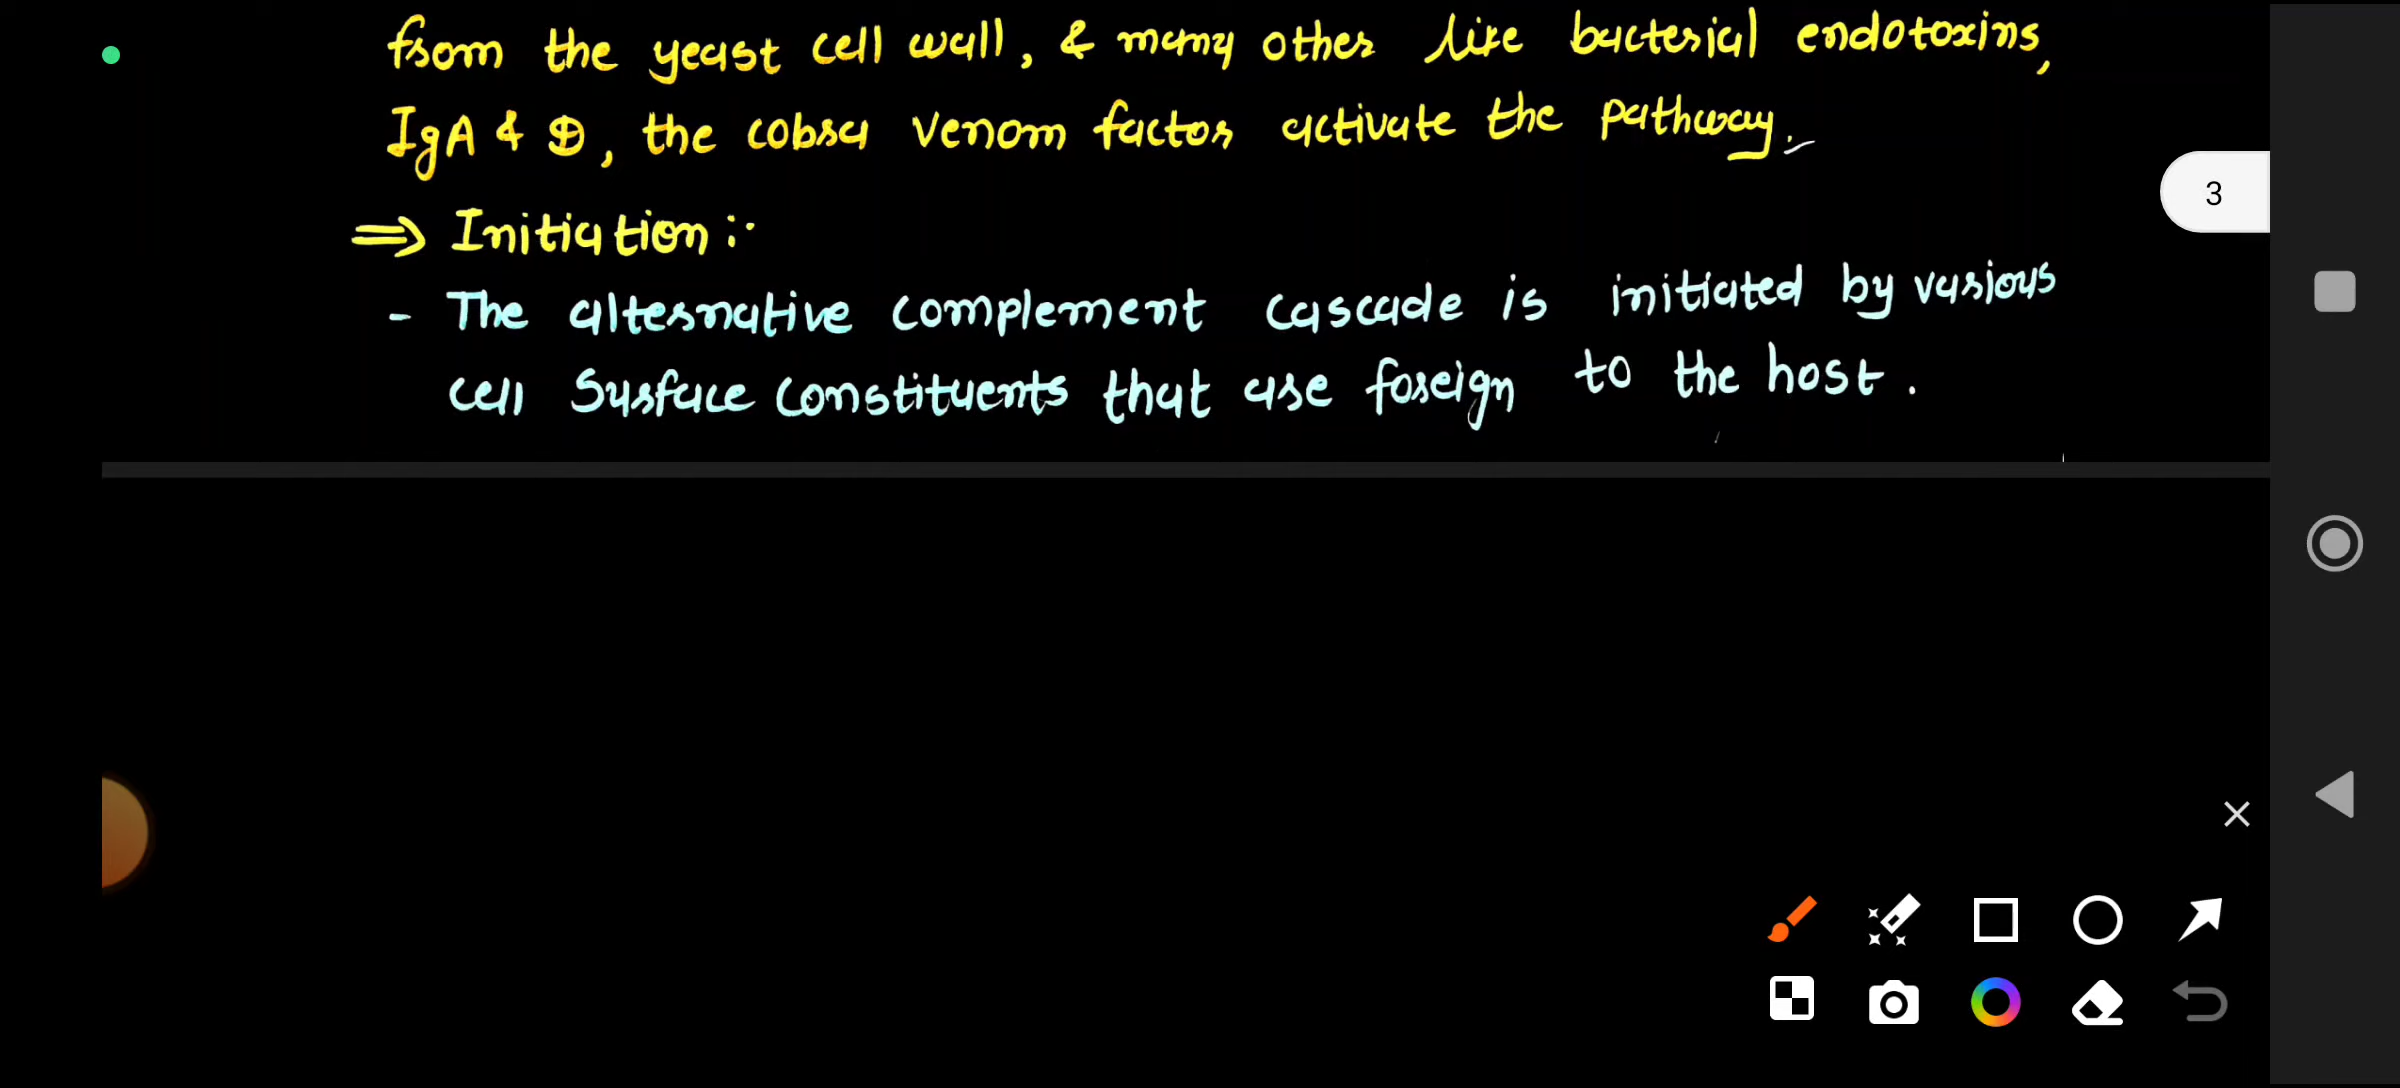 from the yeast cell wall, & many other like bacterial endotoxins,
IgA & D, the cobra venom factor activate the pathway.
3
⇒ Initiation :-
- The alternative complement cascade is initiated by various
cell surface constituents that are foreign to the host.